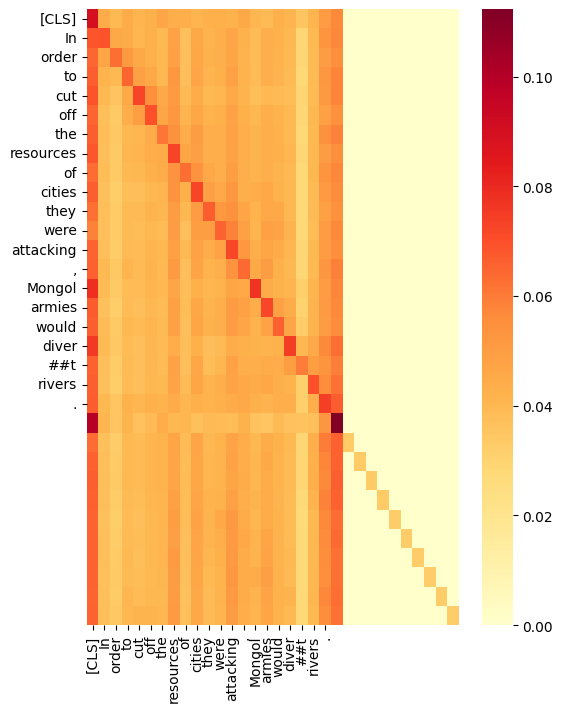 [CLS]
In
order
to
cut
off
the
resources
of
cities
they
were
attacking
,
Mongol
armies
would
diver
##t
rivers
.
0.10
0.08
0.06
0.04
0.02
0.00
[CLS] In order to cut off the resources of cities they were attacking , Mongol armies would diver ##t rivers .